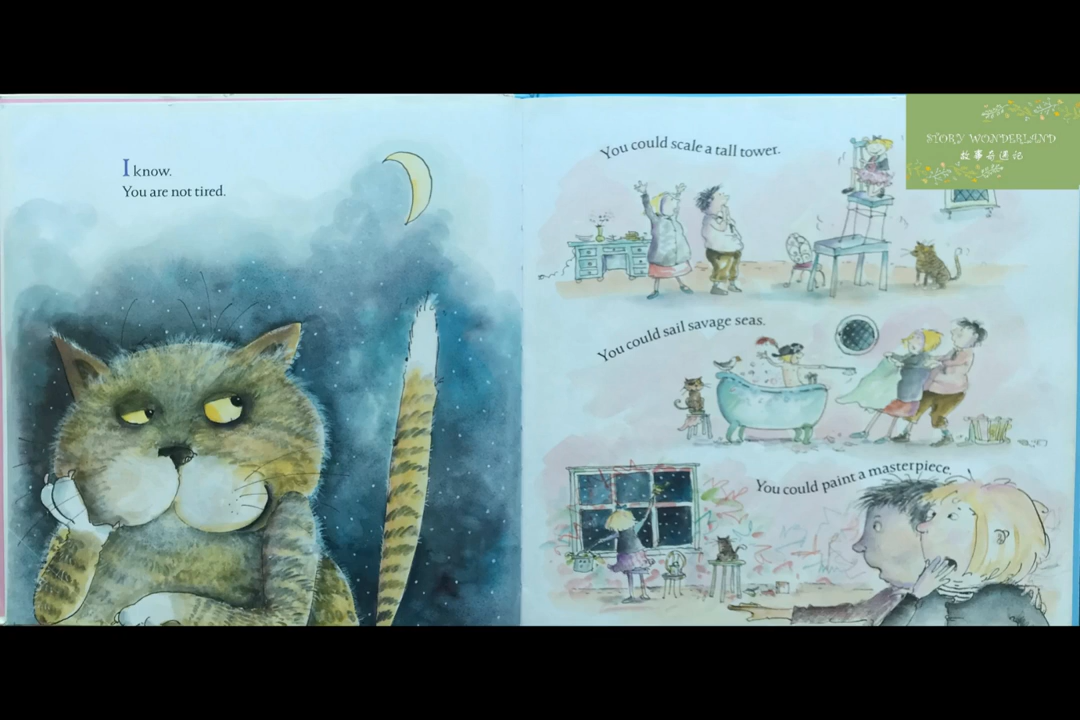 I know.
You are not tired.
You could scale a tall tower.
You could sail savage seas.
You could paint a masterpiece.
STORY WONDERLAND
故事奇遇记